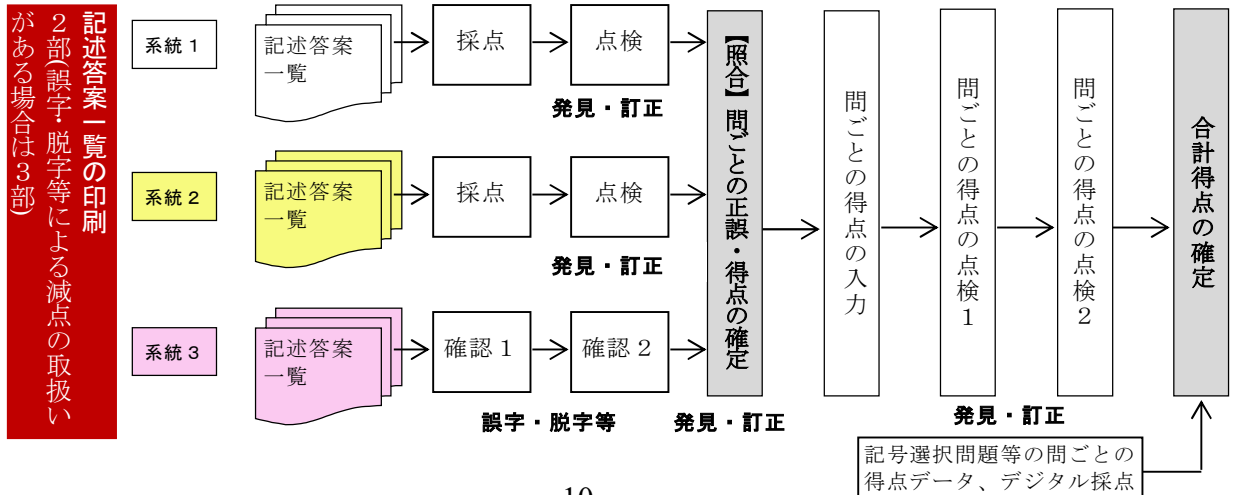 記述答案一覧の印刷
２部(誤字・脱字等による減点の取扱い
がある場合は３部)
系統１
記述答案
一覧
採点
点検
発見・訂正
系統２
記述答案
一覧
採点
点検
発見・訂正
系統３
記述答案
一覧
確認１
確認２
誤字・脱字等
【照合】問ごとの正誤・得点の確定
発見・訂正
問ごとの得点の入力
問ごとの得点の点検１
問ごとの得点の点検２
発見・訂正
合計得点の確定
記号選択問題等の問ごとの
得点データ、デジタル採点